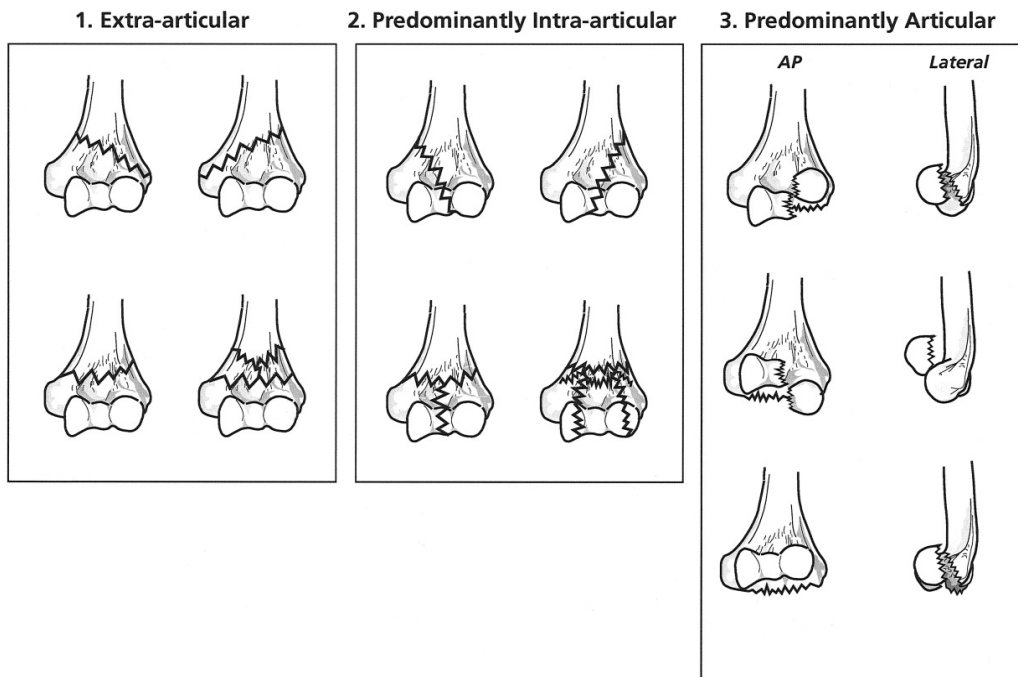 1. Extra-articular
2. Predominantly Intra-articular
3. Predominantly Articular
AP
Lateral